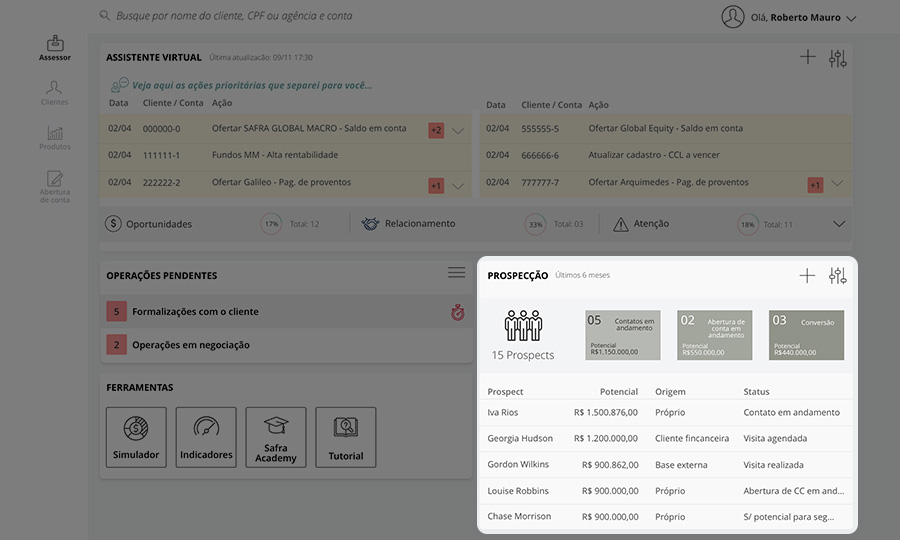 Busque por nome do cliente, CPF ou agência e conta
Olá, Roberto Mauro
Assessor
Clientes
Produtos
Abertura
de conta
ASSISTENTE VIRTUAL Última atualizacão: 09/11 17:30
Veja aqui as ações prioritárias que separei para você...
Data Cliente / Conta Ação
02/04 000000-0 Ofertar SAFRA GLOBAL MACRO - Saldo em conta +2
02/04 111111-1 Fundos MM - Alta rentabilidade
02/04 222222-2 Ofertar Galileo - Pag. de proventos +1
Data Cliente / Conta Ação
02/04 555555-5 Ofertar Global Equity - Saldo em conta
02/04 666666-6 Atualizar cadastro - CCL a vencer
02/04 777777-7 Ofertar Arquimedes - Pag. de proventos +1
$ Oportunidades 17% Total: 12
Relacionamento 33% Total: 03
Atenção 18% Total: 11
OPERAÇÕES PENDENTES
5 Formalizações com o cliente
2 Operações em negociação
FERRAMENTAS
Simulador
Indicadores
Safra
Academy
Tutorial
PROSPECÇÃO Últimos 6 meses
15 Prospects
05 Contatos em
andamento
Potencial
R$1.150.000,00
02 Abertura de
conta em
andamento
Potencial
R$550.000,00
03 Conversão
Potencial
R$440.000,00
Prospect Potencial Origem Status
Iva Rios R$ 1.500.876,00 Próprio Contato em andamento
Georgia Hudson R$ 1.200.000,00 Cliente fincanceira Visita agendada
Gordon Wilkins R$ 900.862,00 Base externa Visita realizada
Louise Robbins R$ 900.000,00 Próprio Abertura de CC em and...
Chase Morrison R$ 900.000,00 Próprio S/ potencial para seg...